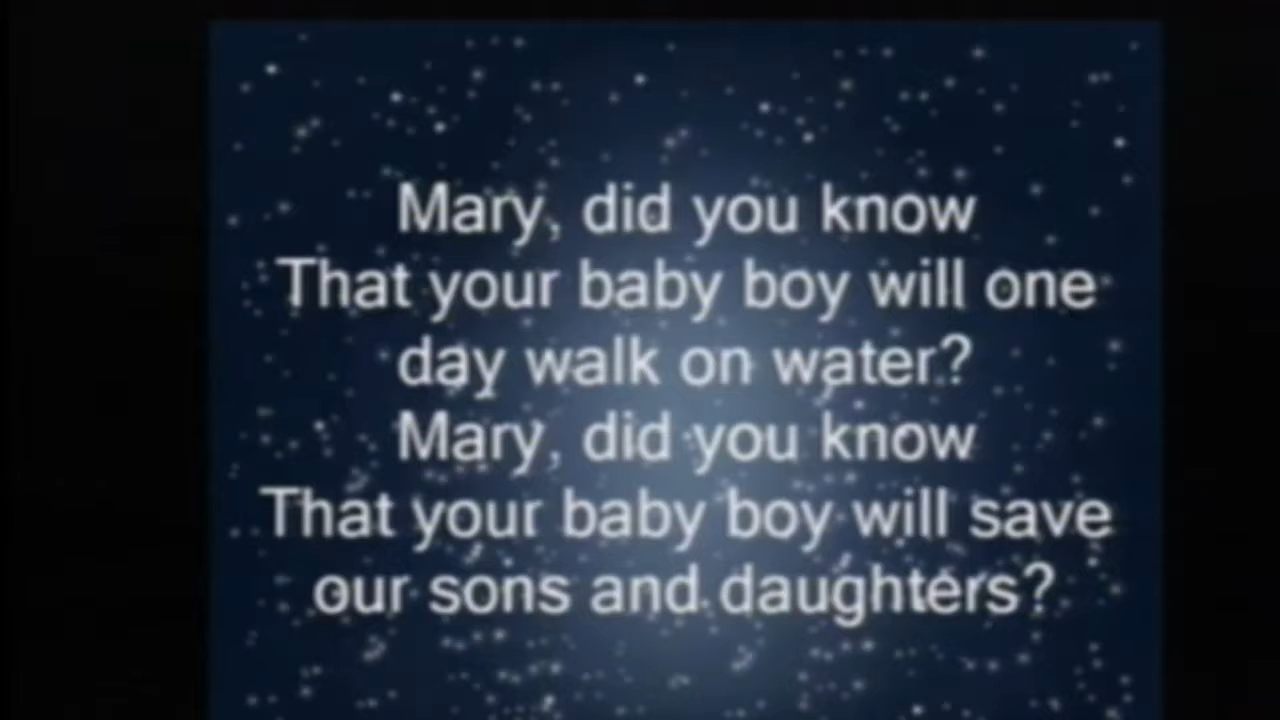 Mary, did you know
That your baby boy will one
day walk on water?
Mary, did you know
That your baby boy will save
our sons and daughters?